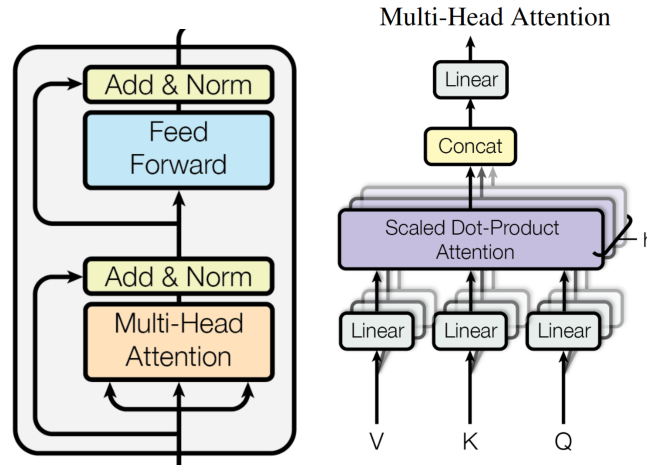 Add & Norm
Feed
Forward
Add & Norm
Multi-Head
Attention
Multi-Head Attention
Linear
Concat
Scaled Dot-Product
Attention
h
Linear
Linear
Linear
V
K
Q